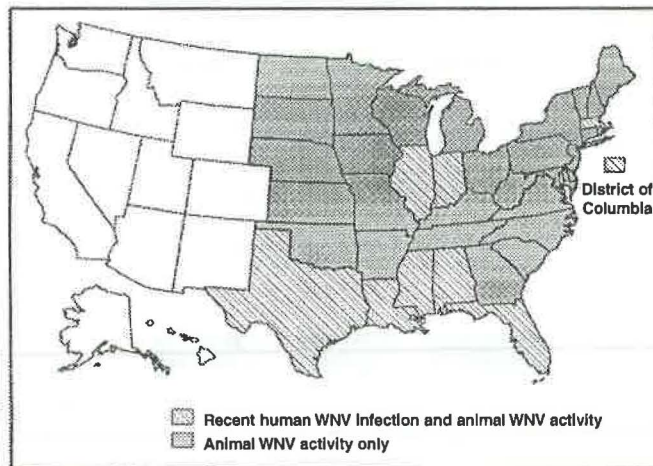 District of
Columbia
Recent human WNV infection and animal WNV activity
Animal WNV activity only